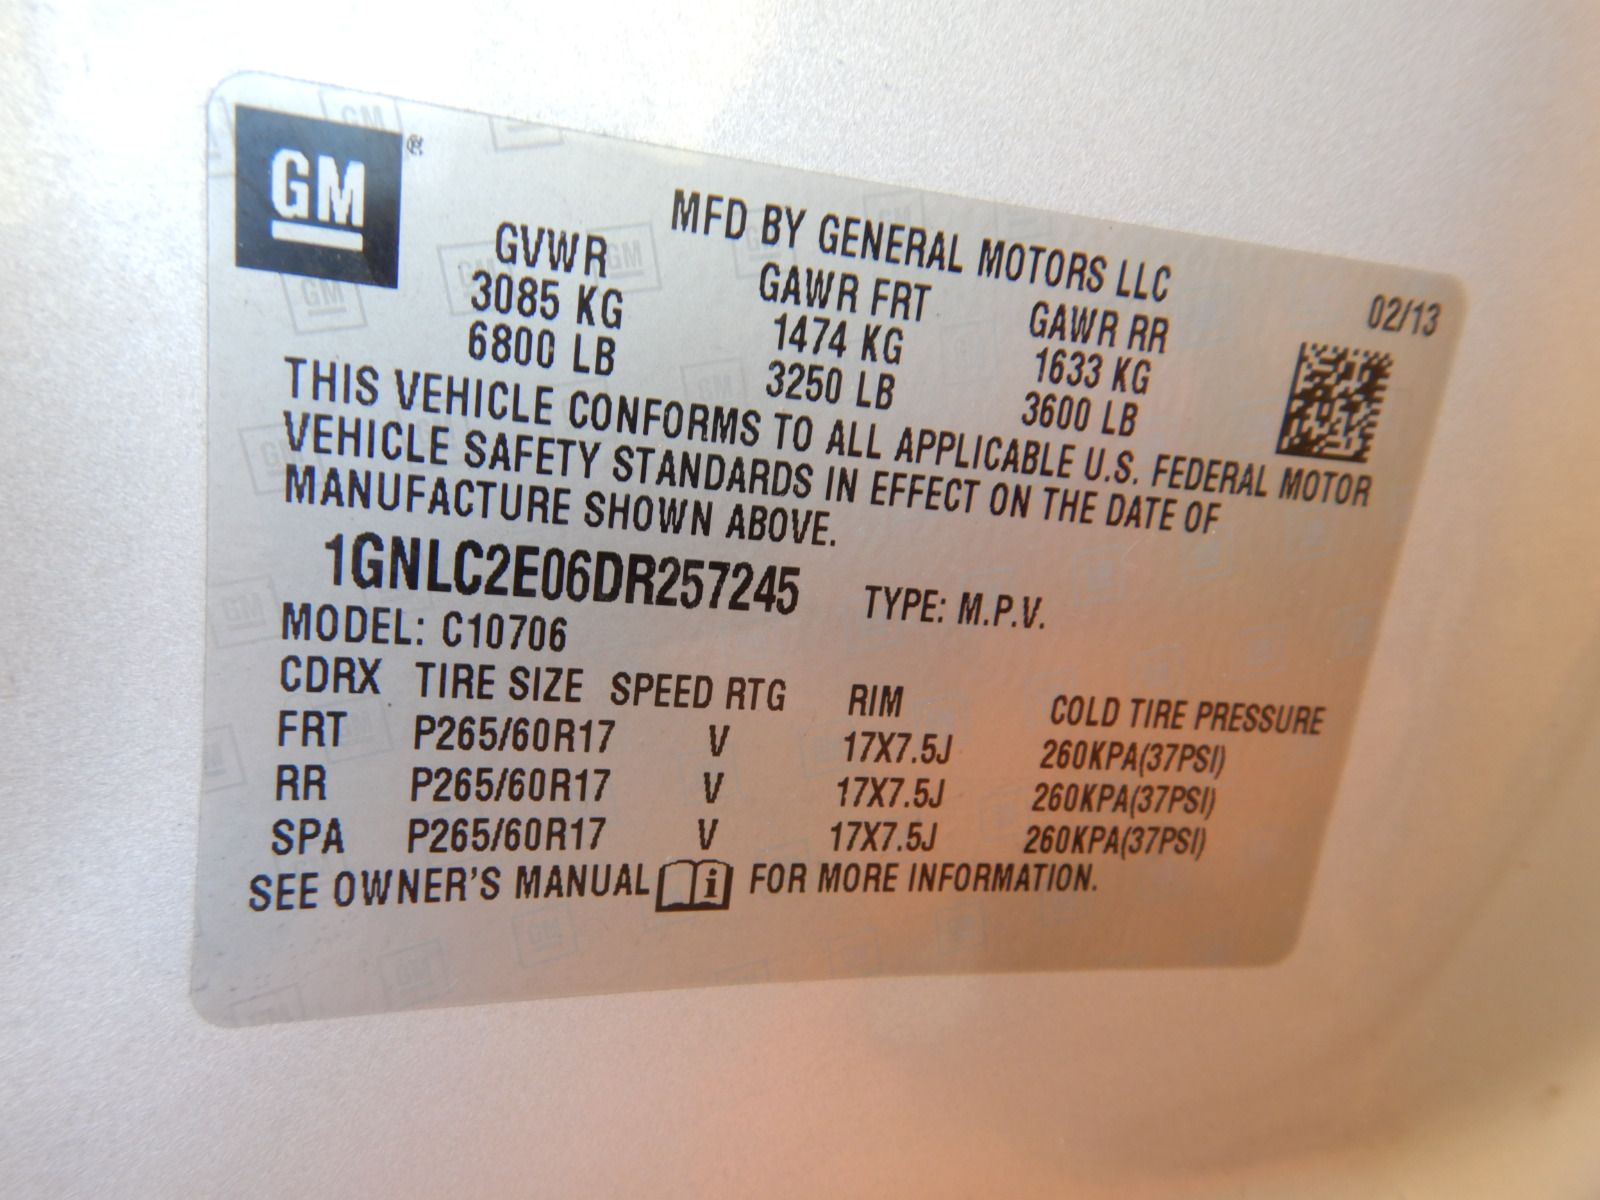 GM®
MFD BY GENERAL MOTORS LLC
02/13
GVWR GAWR FRT GAWR RR
3085 KG 1474 KG 1633 KG
6800 LB 3250 LB 3600 LB
THIS VEHICLE CONFORMS TO ALL APPLICABLE U.S. FEDERAL MOTOR
VEHICLE SAFETY STANDARDS IN EFFECT ON THE DATE OF
MANUFACTURE SHOWN ABOVE.
1GNLC2E06DR257245 TYPE: M.P.V.
MODEL: C10706
CDRX TIRE SIZE SPEED RTG RIM COLD TIRE PRESSURE
FRT P265/60R17 V 17X7.5J 260KPA(37PSI)
RR P265/60R17 V 17X7.5J 260KPA(37PSI)
SPA P265/60R17 V 17X7.5J 260KPA(37PSI)
SEE OWNER'S MANUAL i FOR MORE INFORMATION.